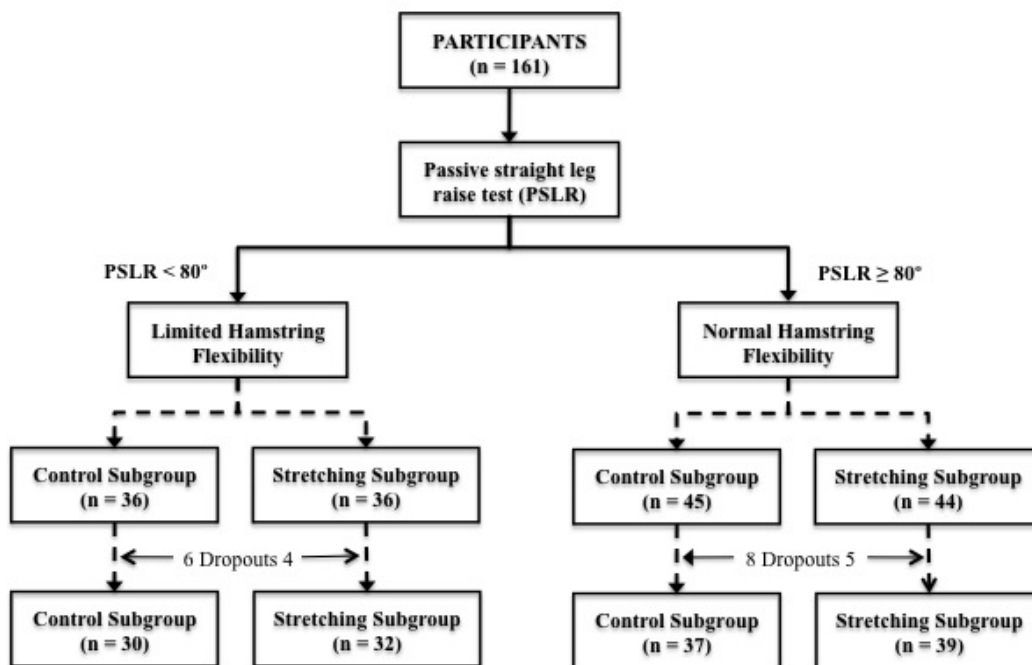 PARTICIPANTS
(n = 161)
Passive straight leg
raise test (PSLR)
PSLR < 80º
PSLR ≥ 80º
Limited Hamstring
Flexibility
Normal Hamstring
Flexibility
Control Subgroup
(n = 36)
Stretching Subgroup
(n = 36)
Control Subgroup
(n = 45)
Stretching Subgroup
(n = 44)
6 Dropouts 4
8 Dropouts 5
Control Subgroup
(n = 30)
Stretching Subgroup
(n = 32)
Control Subgroup
(n = 37)
Stretching Subgroup
(n = 39)